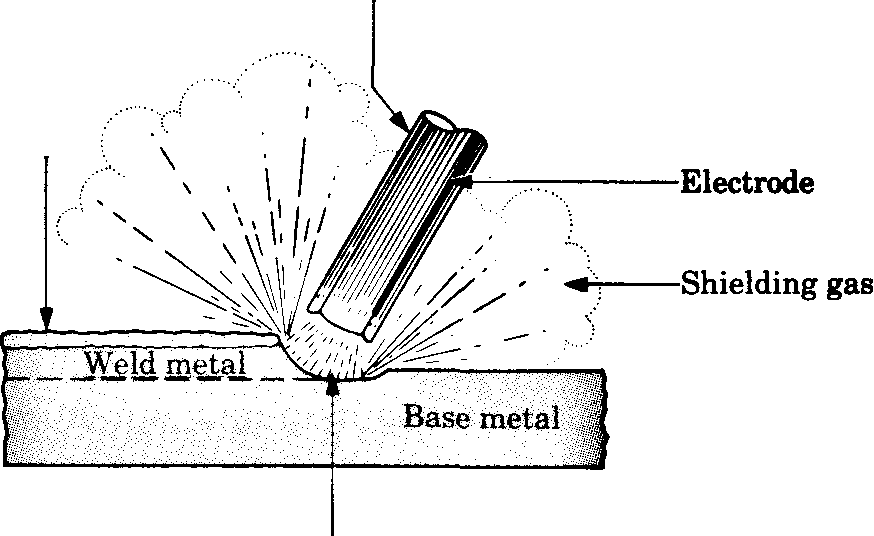 Electrode
Shielding gas
Weld metal
Base metal